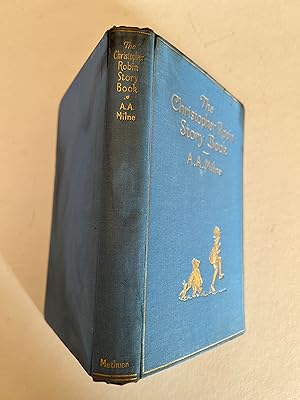 The
Christopher
Robin
Story
Book
A.A.
Milne
Methuen
The
Christopher Robin
Story Book
A.A.Milne